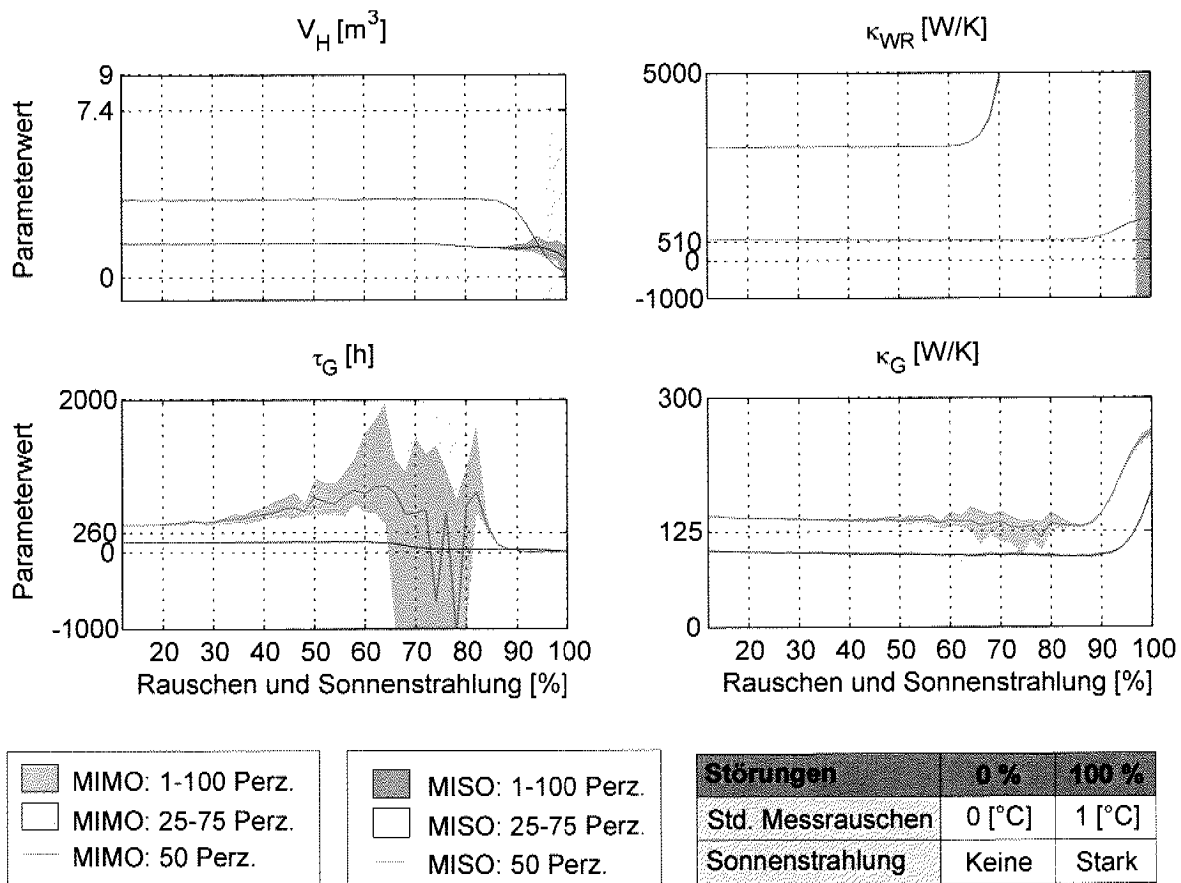 V_H [m³]
κ_WR [W/K]
Parameterwert
9
7.4
0
5000
510
0
-1000
τ_G [h]
κ_G [W/K]
Parameterwert
2000
260
0
-1000
300
125
0
20 30 40 50 60 70 80 90 100
20 30 40 50 60 70 80 90 100
Rauschen und Sonnenstrahlung [%]
Rauschen und Sonnenstrahlung [%]
MIMO: 1-100 Perz.
MIMO: 25-75 Perz.
MIMO: 50 Perz.
MISO: 1-100 Perz.
MISO: 25-75 Perz.
MISO: 50 Perz.
Störungen 0 % 100 %
Std. Messrauschen 0 [°C] 1 [°C]
Sonnenstrahlung Keine Stark